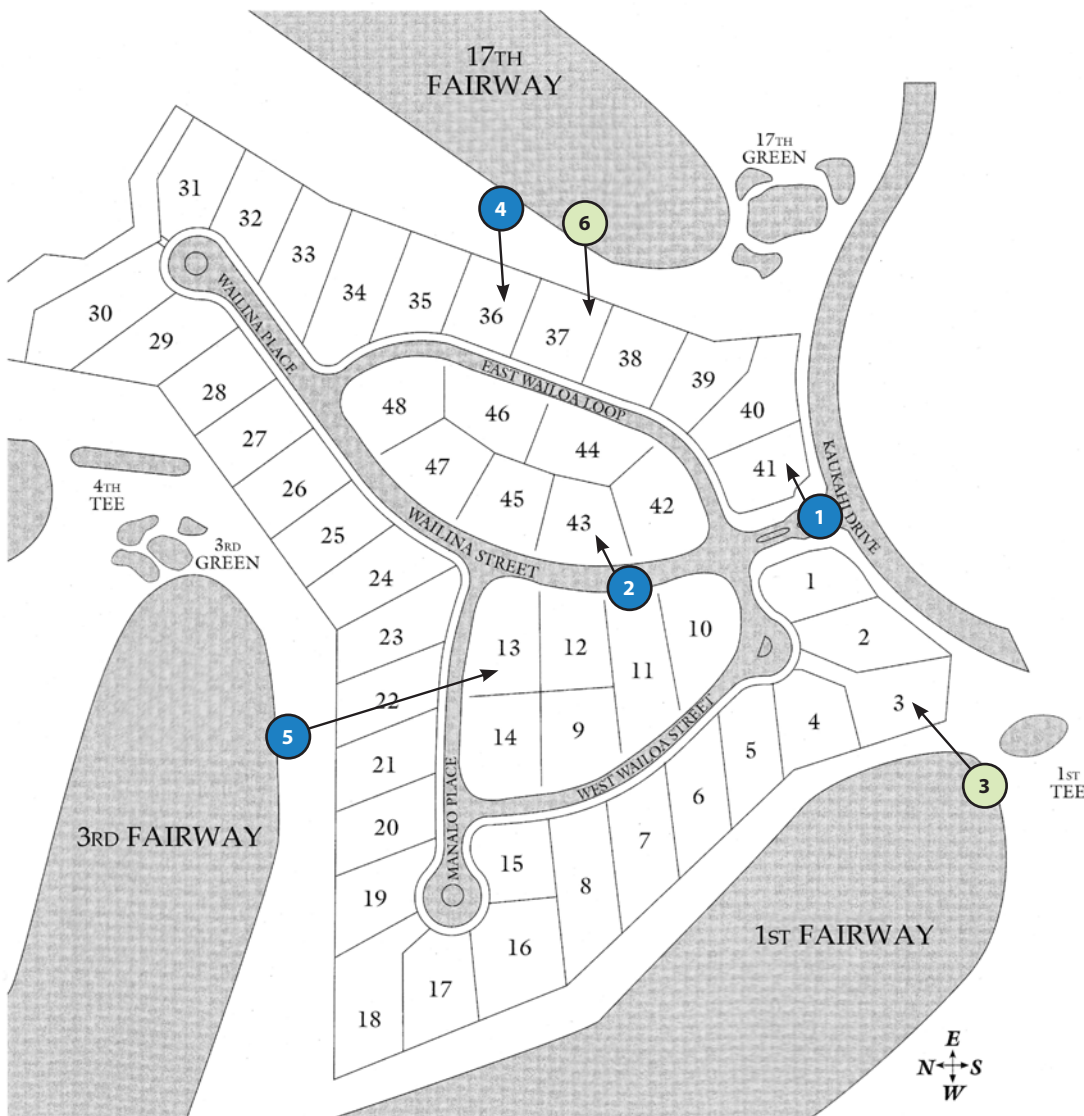 17TH
FAIRWAY
17TH
GREEN
31
4
6
32
33
34
35
36
37
38
39
40
41
30
29
28
27
26
25
24
WAILINA PLACE
EAST WAILOA LOOP
48
46
44
47
45
43
42
WAILINA STREET
KAUKAHI DRIVE
1
2
4TH
TEE
3RD
GREEN
1
2
3
4
5
6
7
8
23
22
21
20
19
18
17
16
15
13
12
11
10
14
9
5
3
MANALO PLACE
WEST WAILOA STREET
1ST
TEE
3RD FAIRWAY
1ST FAIRWAY
E
N S
W